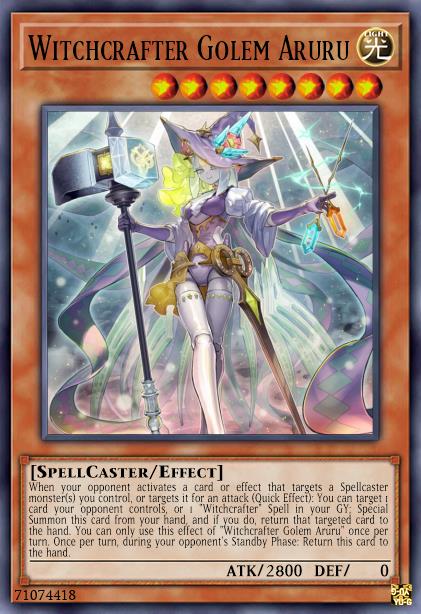 WITCHCRAFTER GOLEM ARURU
LIGHT
光
[SPELLCASTER/EFFECT]
When your opponent activates a card or effect that targets a Spellcaster
monster(s) you control, or targets it for an attack (Quick Effect): You can target 1
card your opponent controls, or 1 "Witchcrafter" Spell in your GY; Special
Summon this card from your hand, and if you do, return that targeted card to
the hand. You can only use this effect of "Witchcrafter Golem Aruru" once per
turn. Once per turn, during your opponent's Standby Phase: Return this card to
the hand.
ATK/2800 DEF/ 0
71074418